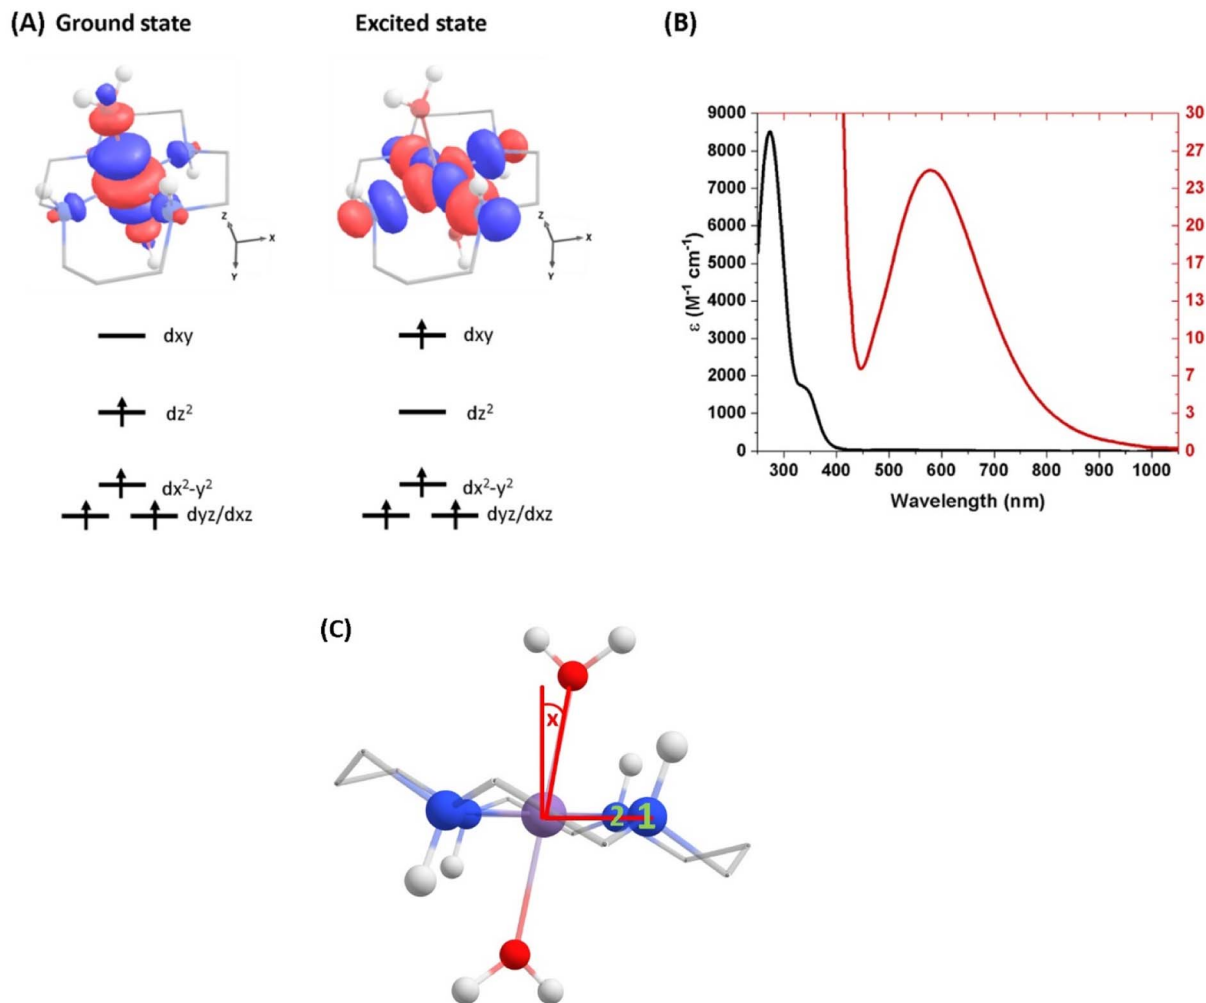 (A) Ground state
Excited state
(B)
Z
X
Y
Z
X
Y
dxy
dz²
dx²-y²
dyz/dxz
dxy
dz²
dx²-y²
dyz/dxz
ε (M⁻¹ cm⁻¹)
9000
8000
7000
6000
5000
4000
3000
2000
1000
0
30
27
23
20
17
13
10
7
3
0
300 400 500 600 700 800 900 1000
Wavelength (nm)
(C)
x
2 1